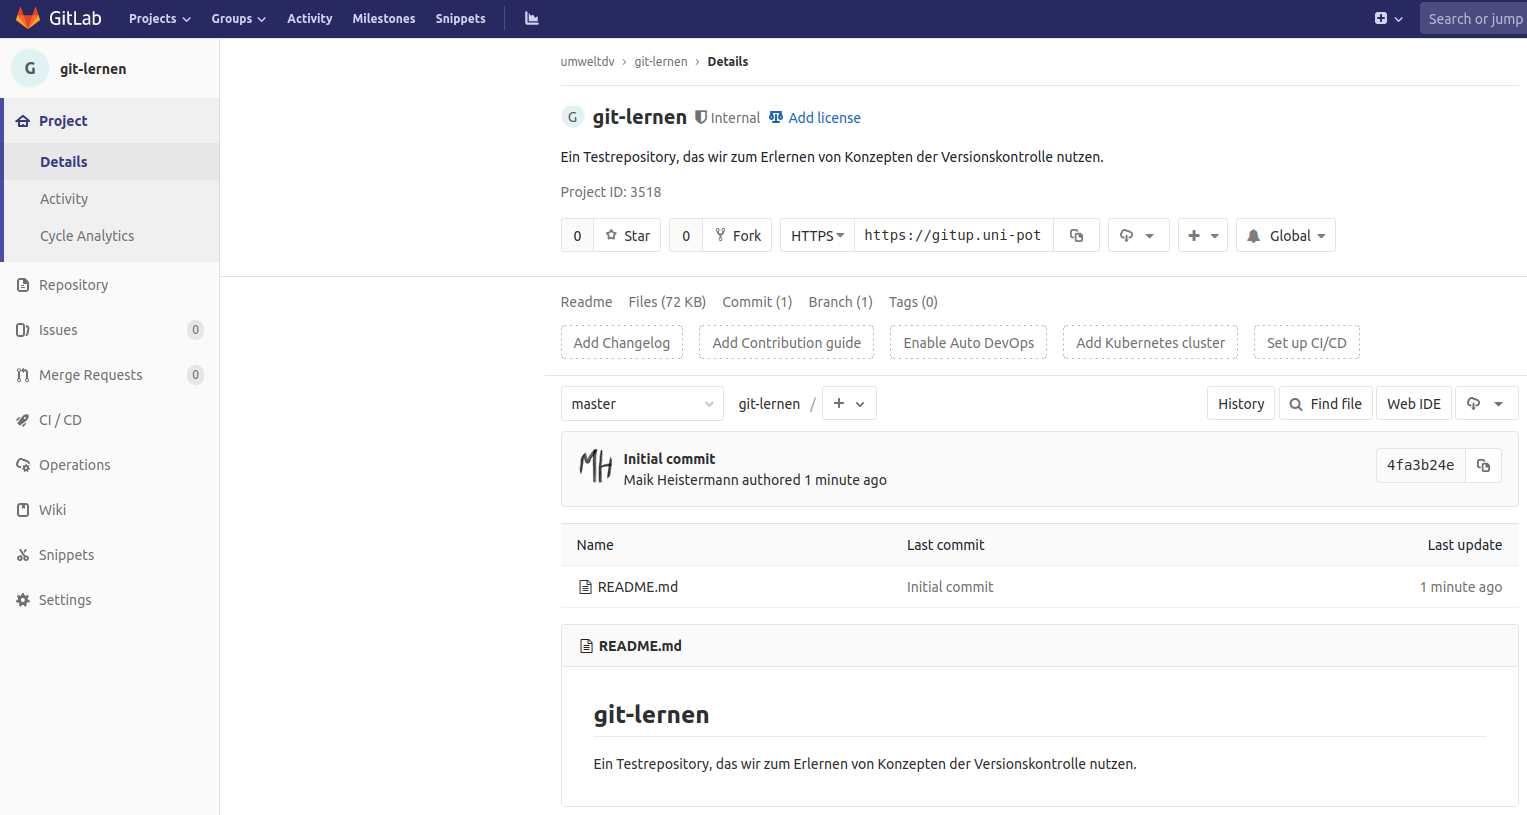 GitLab Projects Groups Activity Milestones Snippets Search or jump
G git-lernen
Project
Details
Activity
Cycle Analytics
Repository
Issues 0
Merge Requests 0
CI / CD
Operations
Wiki
Snippets
Settings
umweltdv › git-lernen › Details
G git-lernen Internal Add license
Ein Testrepository, das wir zum Erlernen von Konzepten der Versionskontrolle nutzen.
Project ID: 3518
0 Star 0 Fork HTTPS https://gitup.uni-pot Global
Readme Files (72 KB) Commit (1) Branch (1) Tags (0)
Add Changelog Add Contribution guide Enable Auto DevOps Add Kubernetes cluster Set up CI/CD
master git-lernen / + History Find file Web IDE
MH
Initial commit
Maik Heistermann authored 1 minute ago
4fa3b24e
Name Last commit Last update
README.md Initial commit 1 minute ago
README.md
git-lernen
Ein Testrepository, das wir zum Erlernen von Konzepten der Versionskontrolle nutzen.